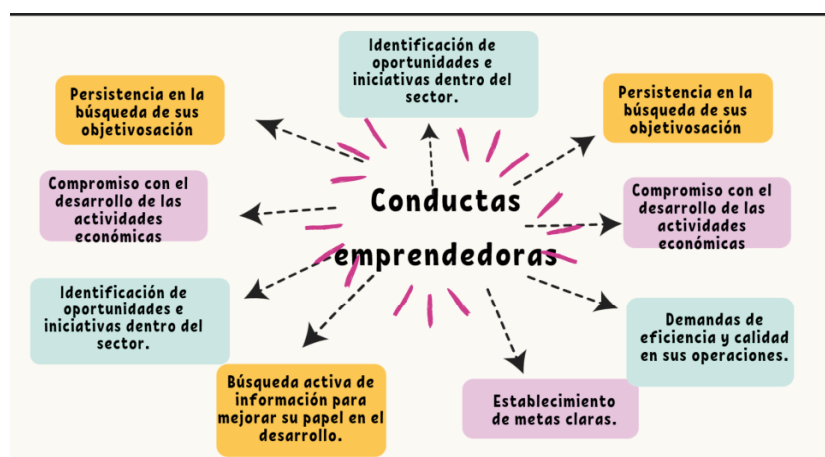 Identificación de
oportunidades e
iniciativas dentro del
sector.
Persistencia en la
búsqueda de sus
objetivosación
Persistencia en la
búsqueda de sus
objetivosación
Compromiso con el
desarrollo de las
actividades
económicas
Conductas
emprendedoras
Compromiso con el
desarrollo de las
actividades
económicas
Identificación de
oportunidades e
iniciativas dentro del
sector.
Demandas de
eficiencia y calidad
en sus operaciones.
Búsqueda activa de
información para
mejorar su papel en el
desarrollo.
Establecimiento
de metas claras.